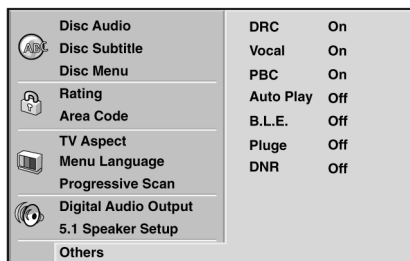 ABC
Disc Audio
Disc Subtitle
Disc Menu
Rating
Area Code
TV Aspect
Menu Language
Progressive Scan
Digital Audio Output
5.1 Speaker Setup
Others
DRC On
Vocal On
PBC On
Auto Play Off
B.L.E. Off
Pluge Off
DNR Off